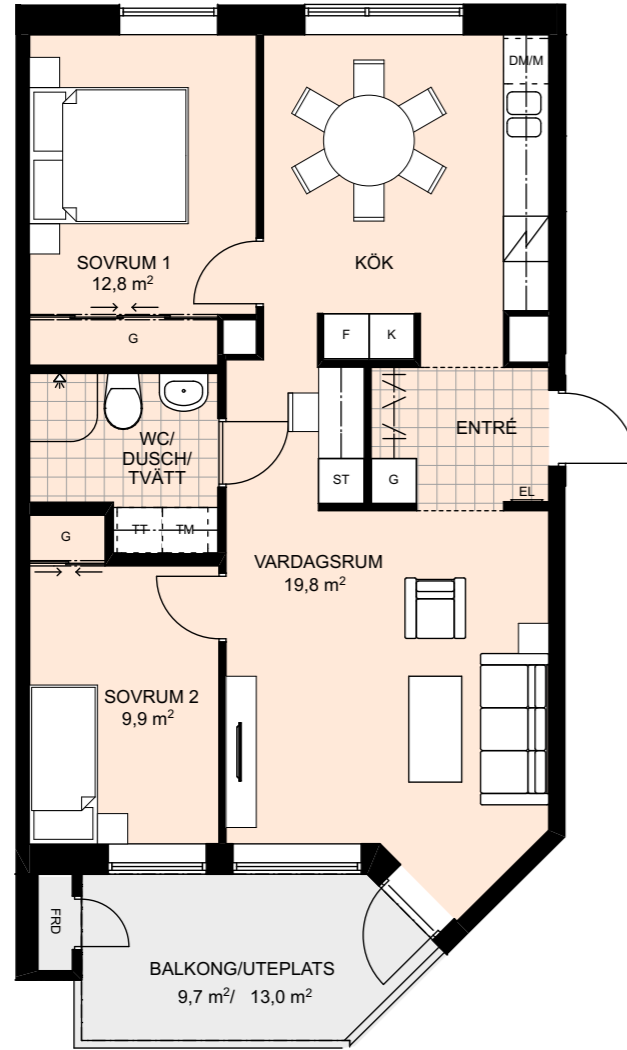 DM/M
SOVRUM 1
12,8 m²
KÖK
G
F
K
WC/
DUSCH/
TVÄTT
ENTRÉ
ST
G
EL
G
TT
TM
VARDAGSRUM
19,8 m²
SOVRUM 2
9,9 m²
FRD
BALKONG/UTEPLATS
9,7 m²/ 13,0 m²